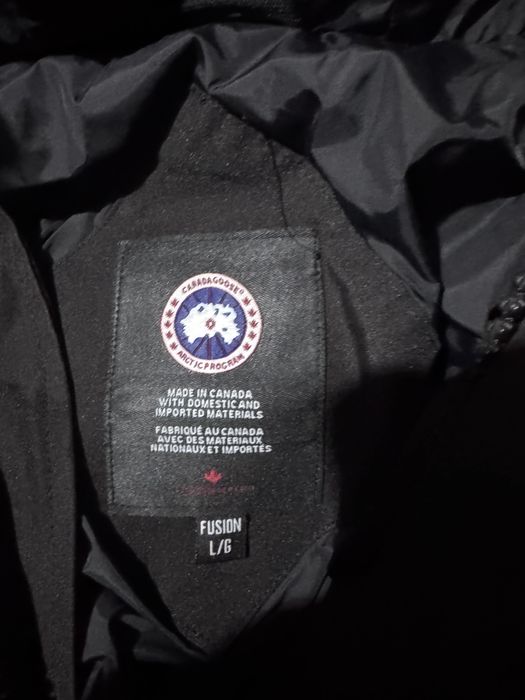 CANADA GOOSE
ARCTIC PROGRAM
MADE IN CANADA
WITH DOMESTIC AND
IMPORTED MATERIALS
FABRIQUÉ AU CANADA
AVEC DES MATERIAUX
NATIONAUX ET IMPORTÉS
FUSION
L/G